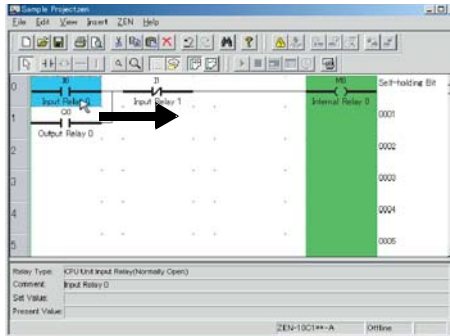 Sample Project.zen
File Edit View Insert ZEN Help
0 I0 I1 M0 Self-holding Bit
Input Relay 0 Input Relay 1 Internal Relay 0
1 Q0 0001
Output Relay 0
2 0002
3 0003
4 0004
5 0005
Relay Type: CPU Unit Input Relay(Normally Open)
Comment: Input Relay 0
Set Value:
Present Value:
ZEN-10C1**-A Offline